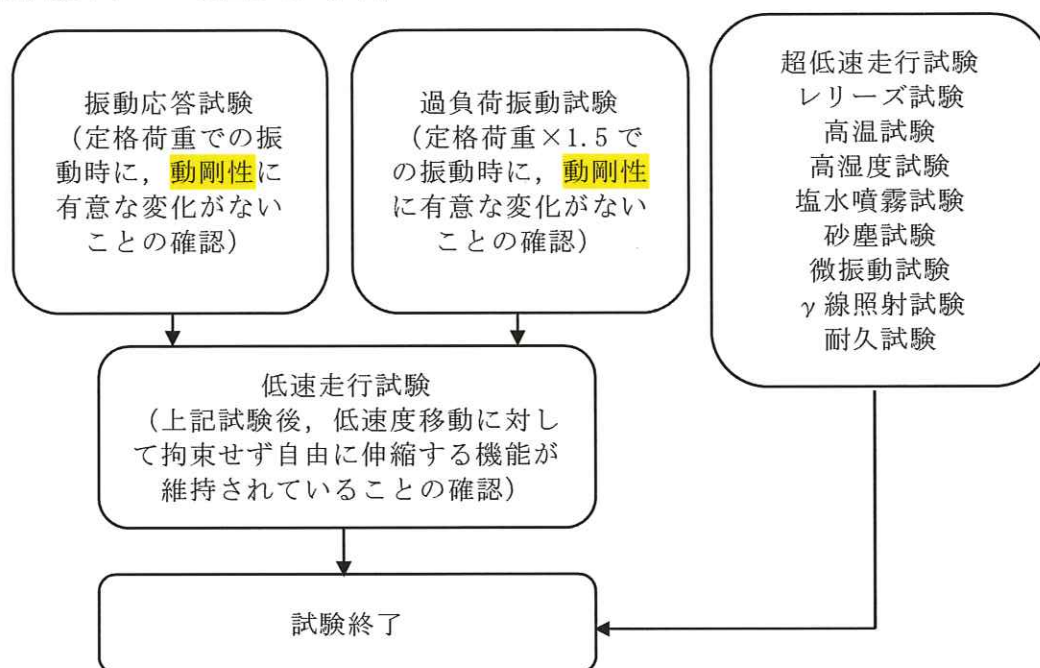 振動応答試験
（定格荷重での振
動時に，動剛性に
有意な変化がない
ことの確認）
過負荷振動試験
（定格荷重×1.5で
の振動時に，動剛性
に有意な変化がない
ことの確認）
超低速走行試験
レリーズ試験
高温試験
高湿度試験
塩水噴霧試験
砂塵試験
微振動試験
γ線照射試験
耐久試験
低速走行試験
（上記試験後，低速度移動に対し
て拘束せず自由に伸縮する機能が
維持されていることの確認）
試験終了